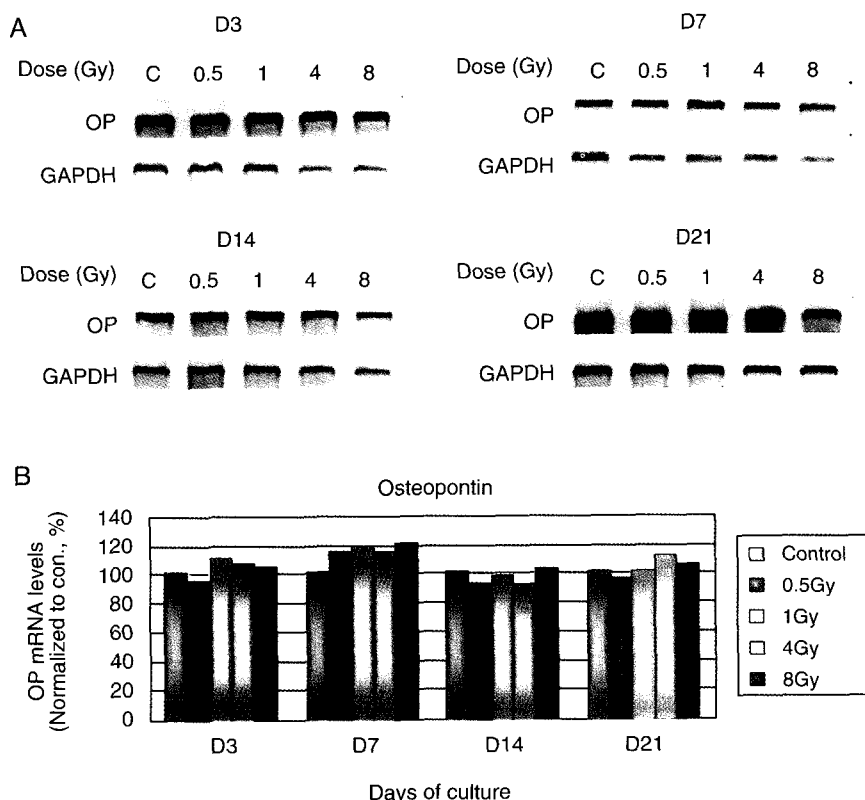 A
D3
Dose (Gy) C 0.5 1 4 8
OP
GAPDH
D7
Dose (Gy) C 0.5 1 4 8
OP
GAPDH
D14
Dose (Gy) C 0.5 1 4 8
OP
GAPDH
D21
Dose (Gy) C 0.5 1 4 8
OP
GAPDH
B
Osteopontin
OP mRNA levels
(Normalized to con., %)
140
120
100
80
60
40
20
0
D3 D7 D14 D21
Days of culture
Control
0.5Gy
1Gy
4Gy
8Gy